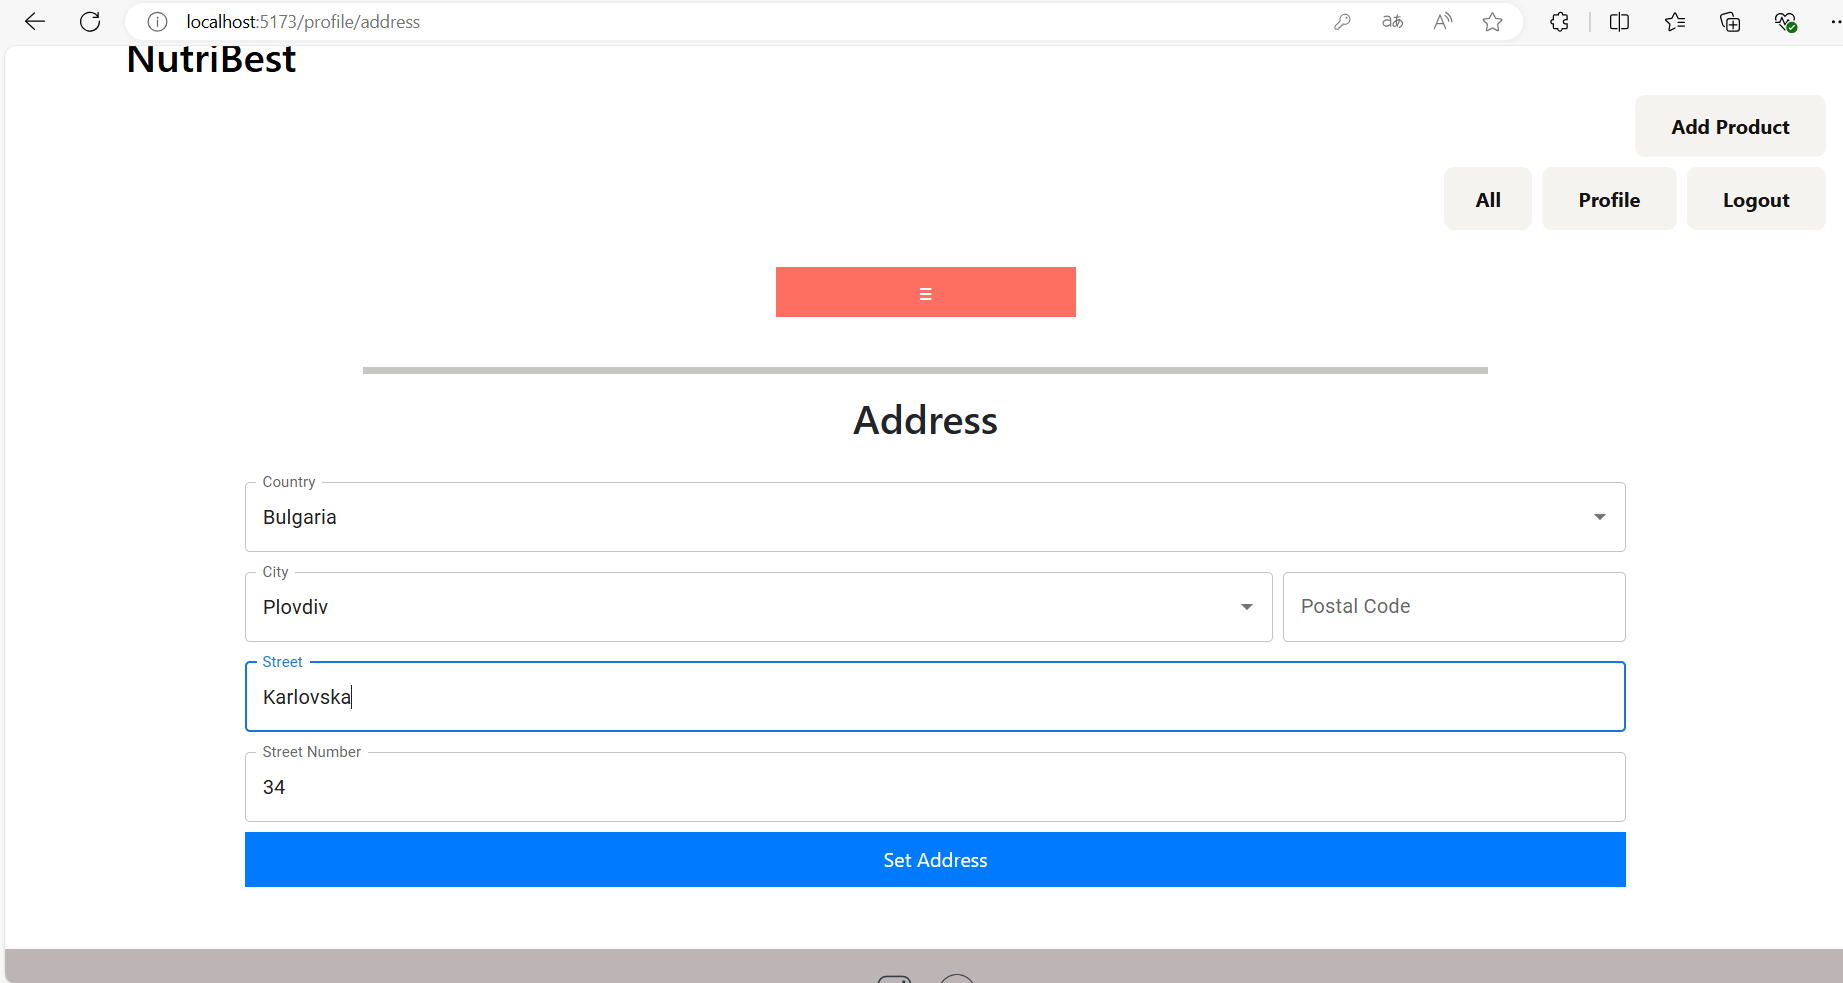 localhost:5173/profile/address
NutriBest
Add Product
All
Profile
Logout
Address
Country
Bulgaria
City
Plovdiv
Postal Code
Street
Karlovska
Street Number
34
Set Address